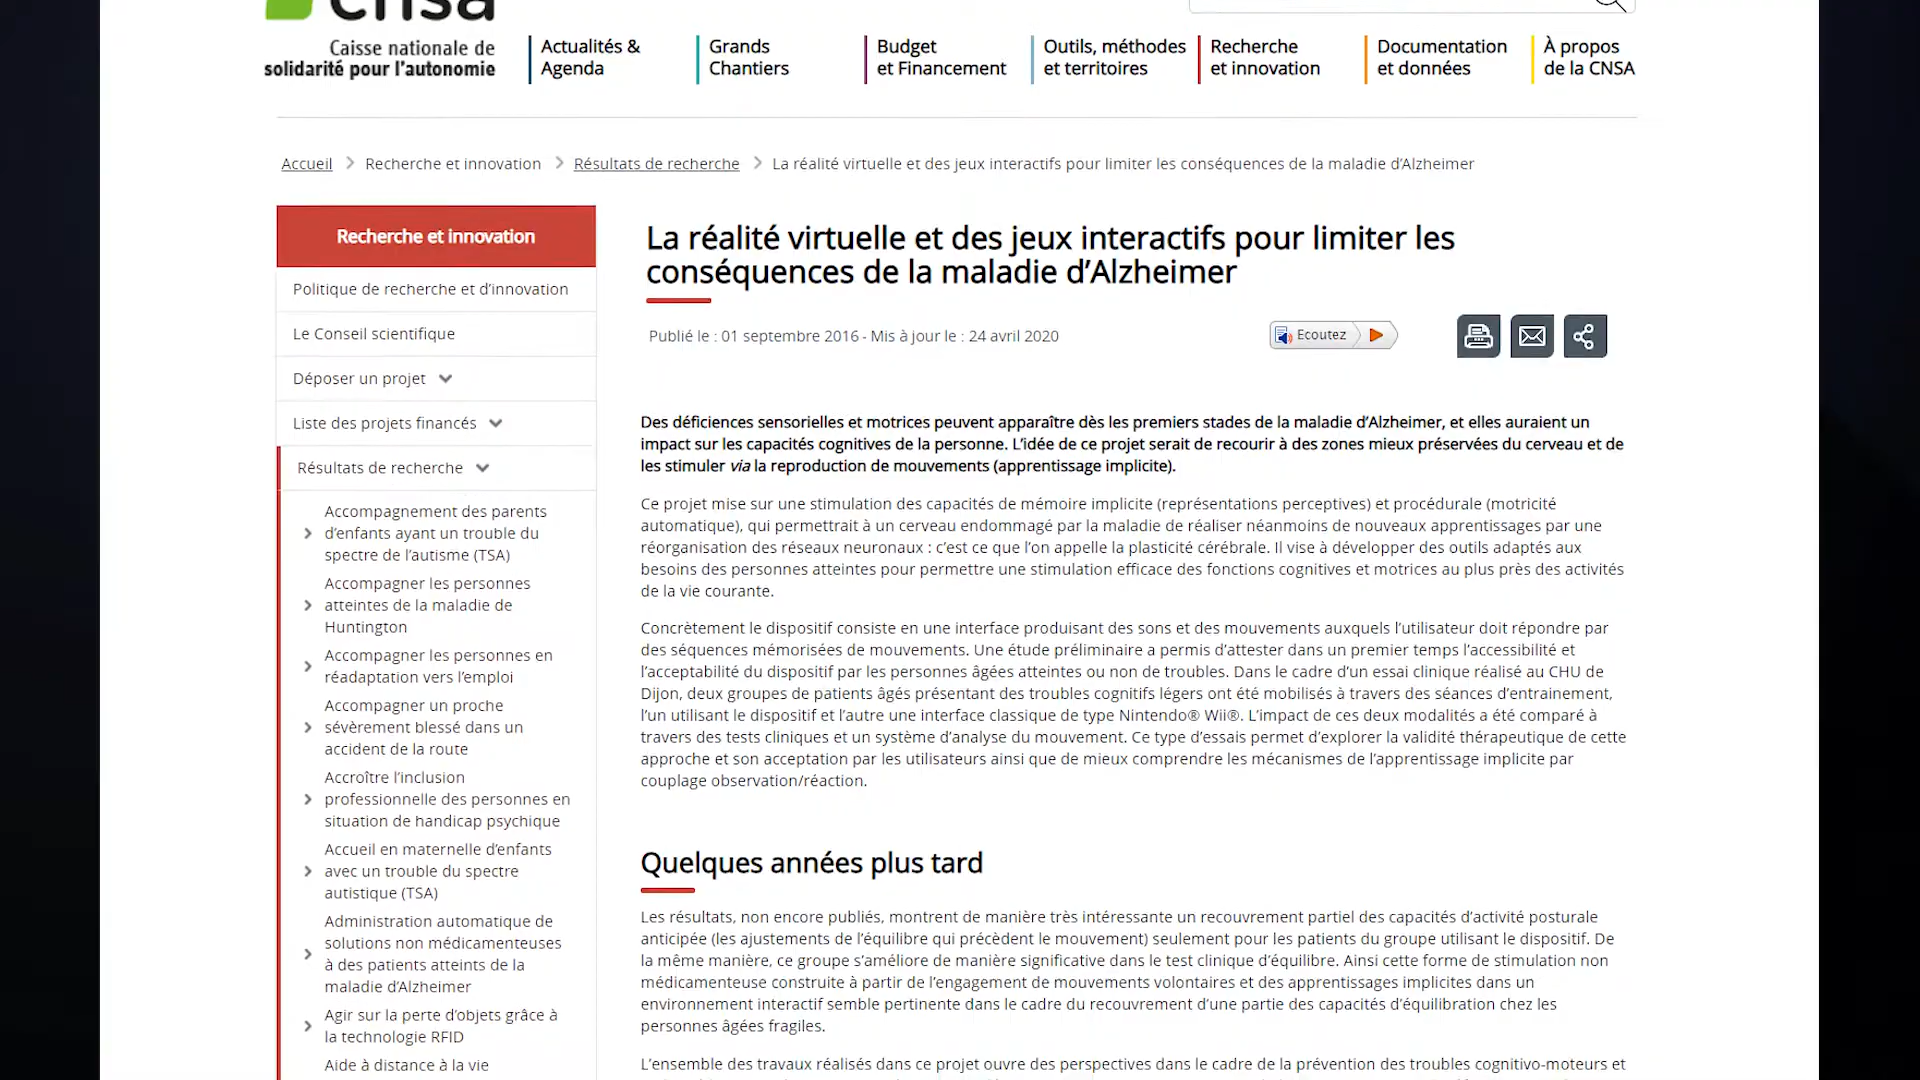 cnsa
Caisse nationale de
solidarité pour l'autonomie
Actualités &
Agenda
Grands
Chantiers
Budget
et Financement
Outils, méthodes
et territoires
Recherche
et innovation
Documentation
et données
À propos
de la CNSA
Accueil > Recherche et innovation > Résultats de recherche > La réalité virtuelle et des jeux interactifs pour limiter les conséquences de la maladie d’Alzheimer
Recherche et innovation
Politique de recherche et d’innovation
Le Conseil scientifique
Déposer un projet
Liste des projets financés
Résultats de recherche
Accompagnement des parents
d’enfants ayant un trouble du
spectre de l’autisme (TSA)
Accompagner les personnes
atteintes de la maladie de
Huntington
Accompagner les personnes en
réadaptation vers l’emploi
Accompagner un proche
sévèrement blessé dans un
accident de la route
Accroître l’inclusion
professionnelle des personnes en
situation de handicap psychique
Accueil en maternelle d’enfants
avec un trouble du spectre
autistique (TSA)
Administration automatique de
solutions non médicamenteuses
à des patients atteints de la
maladie d’Alzheimer
Agir sur la perte d’objets grâce à
la technologie RFID
Aide à distance à la vie
La réalité virtuelle et des jeux interactifs pour limiter les
conséquences de la maladie d’Alzheimer
Publié le : 01 septembre 2016 - Mis à jour le : 24 avril 2020
Ecoutez
Des déficiences sensorielles et motrices peuvent apparaître dès les premiers stades de la maladie d’Alzheimer, et elles auraient un
impact sur les capacités cognitives de la personne. L’idée de ce projet serait de recourir à des zones mieux préservées du cerveau et de
les stimuler via la reproduction de mouvements (apprentissage implicite).
Ce projet mise sur une stimulation des capacités de mémoire implicite (représentations perceptives) et procédurale (motricité
automatique), qui permettrait à un cerveau endommagé par la maladie de réaliser néanmoins de nouveaux apprentissages par une
réorganisation des réseaux neuronaux : c’est ce que l’on appelle la plasticité cérébrale. Il vise à développer des outils adaptés aux
besoins des personnes atteintes pour permettre une stimulation efficace des fonctions cognitives et motrices au plus près des activités
de la vie courante.
Concrètement le dispositif consiste en une interface produisant des sons et des mouvements auxquels l’utilisateur doit répondre par
des séquences mémorisées de mouvements. Une étude préliminaire a permis d’attester dans un premier temps l’accessibilité et
l’acceptabilité du dispositif par les personnes âgées atteintes ou non de troubles. Dans le cadre d’un essai clinique réalisé au CHU de
Dijon, deux groupes de patients âgés présentant des troubles cognitifs légers ont été mobilisés à travers des séances d’entrainement,
l’un utilisant le dispositif et l’autre une interface classique de type Nintendo® Wii®. L’impact de ces deux modalités a été comparé à
travers des tests cliniques et un système d’analyse du mouvement. Ce type d’essais permet d’explorer la validité thérapeutique de cette
approche et son acceptation par les utilisateurs ainsi que de mieux comprendre les mécanismes de l’apprentissage implicite par
couplage observation/réaction.
Quelques années plus tard
Les résultats, non encore publiés, montrent de manière très intéressante un recouvrement partiel des capacités d’activité posturale
anticipée (les ajustements de l’équilibre qui précèdent le mouvement) seulement pour les patients du groupe utilisant le dispositif. De
la même manière, ce groupe s’améliore de manière significative dans le test clinique d’équilibre. Ainsi cette forme de stimulation non
médicamenteuse construite à partir de l’engagement de mouvements volontaires et des apprentissages implicites dans un
environnement interactif semble pertinente dans le cadre du recouvrement d’une partie des capacités d’équilibration chez les
personnes âgées fragiles.
L’ensemble des travaux réalisés dans ce projet ouvre des perspectives dans le cadre de la prévention des troubles cognitivo-moteurs et